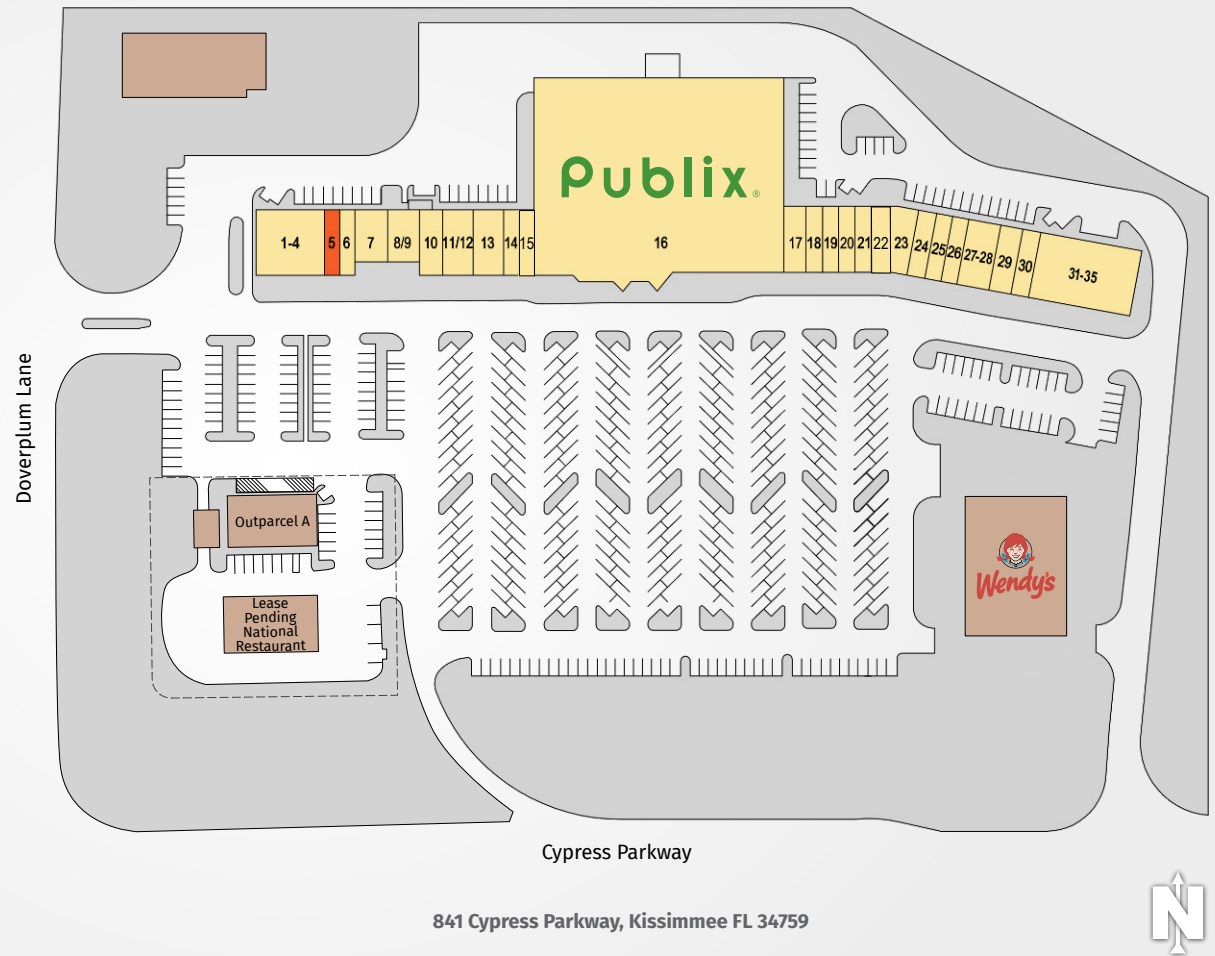 Publix®
1-4 5 6 7 8/9 10 11/12 13 14 15 16 17 18 19 20 21 22 23 24 25 26 27-28 29 30 31-35
Doverplum Lane
Outparcel A
Wendy's
Lease
Pending
National
Restaurant
Cypress Parkway
841 Cypress Parkway, Kissimmee FL 34759
N